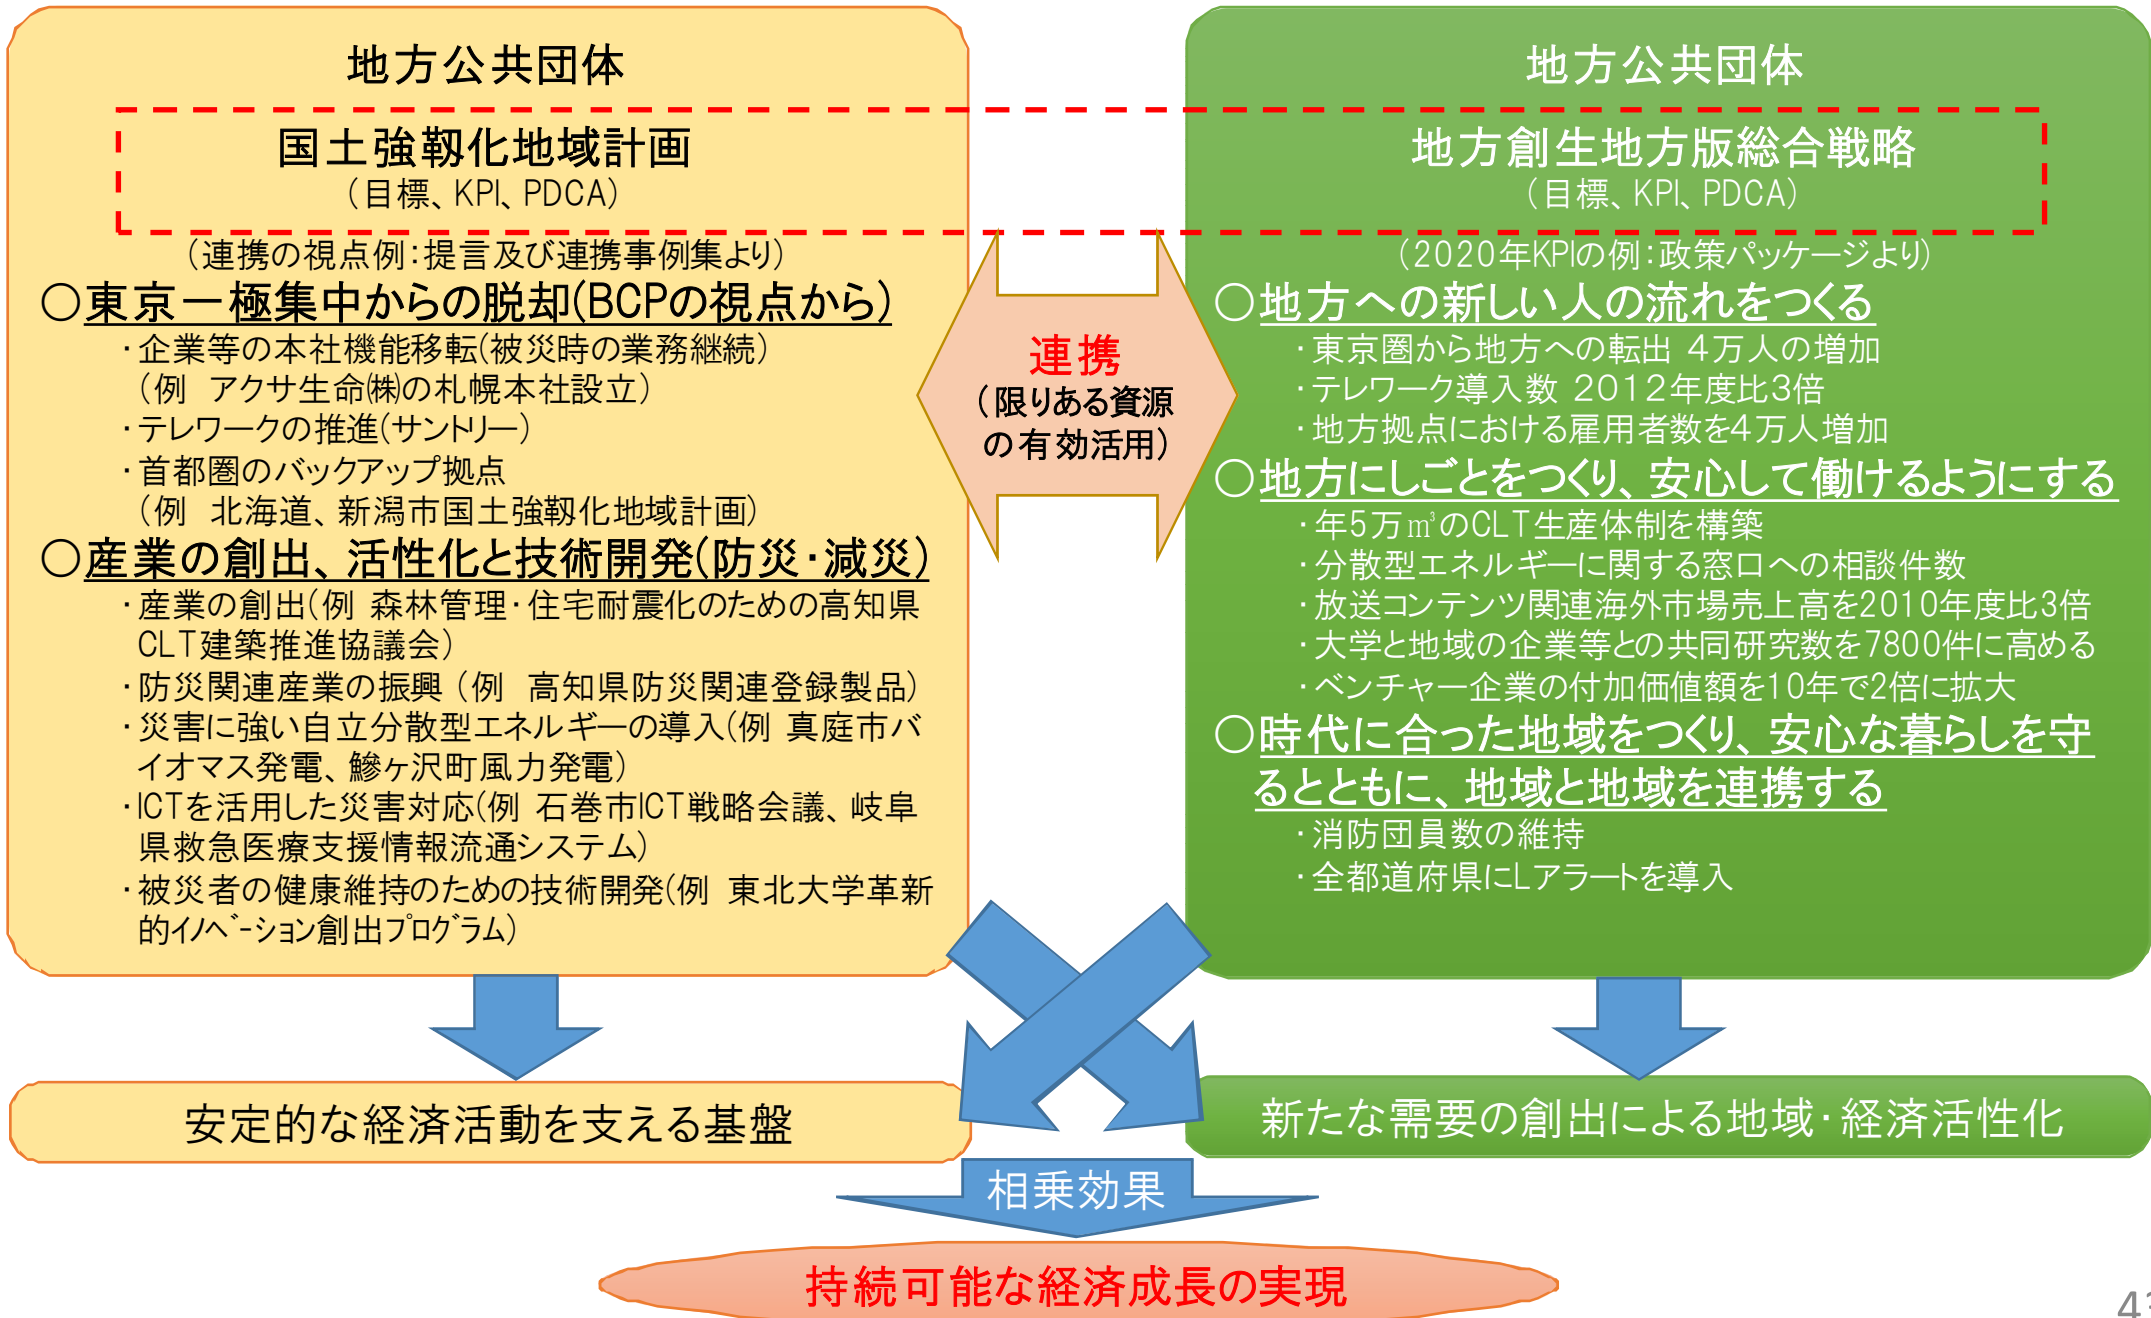 地方公共団体
国土強靱化地域計画
（目標、KPI、PDCA）
（連携の視点例：提言及び連携事例集より）
○東京一極集中からの脱却(BCPの視点から)
・企業等の本社機能移転(被災時の業務継続)
（例　アクサ生命㈱の札幌本社設立）
・テレワークの推進(サントリー)
・首都圏のバックアップ拠点
（例　北海道、新潟市国土強靱化地域計画）
○産業の創出、活性化と技術開発(防災・減災)
・産業の創出(例 森林管理・住宅耐震化のための高知県
CLT建築推進協議会）
・防災関連産業の振興（例　高知県防災関連登録製品）
・災害に強い自立分散型エネルギーの導入(例 真庭市バ
イオマス発電、鰺ヶ沢町風力発電）
・ICTを活用した災害対応(例 石巻市ICT戦略会議、岐阜
県救急医療支援情報流通システム)
・被災者の健康維持のための技術開発(例 東北大学革新
的ｲﾉﾍﾞｰｼｮﾝ創出ﾌﾟﾛｸﾞﾗﾑ)
連携
（限りある資源
の有効活用）
地方公共団体
地方創生地方版総合戦略
（目標、KPI、PDCA）
（2020年KPIの例：政策パッケージより）
○地方への新しい人の流れをつくる
・東京圏から地方への転出 ４万人の増加
・テレワーク導入数 ２０１２年度比３倍
・地方拠点における雇用者数を４万人増加
○地方にしごとをつくり、安心して働けるようにする
・年５万㎥のCLT生産体制を構築
・分散型エネルギーに関する窓口への相談件数
・放送コンテンツ関連海外市場売上高を2010年度比3倍
・大学と地域の企業等との共同研究数を7800件に高める
・ベンチャー企業の付加価値額を10年で2倍に拡大
○時代に合った地域をつくり、安心な暮らしを守
るとともに、地域と地域を連携する
・消防団員数の維持
・全都道府県にLアラートを導入
安定的な経済活動を支える基盤
新たな需要の創出による地域・経済活性化
相乗効果
持続可能な経済成長の実現